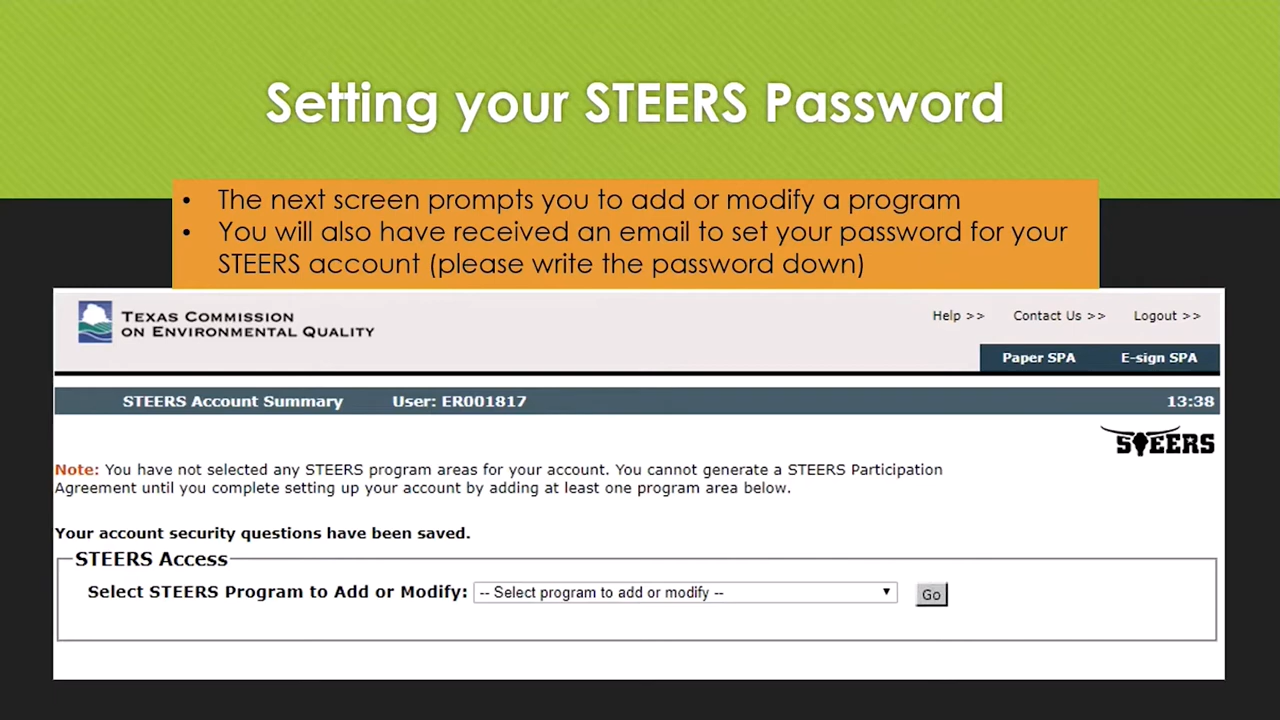 Setting your STEERS Password
• The next screen prompts you to add or modify a program
• You will also have received an email to set your password for your
STEERS account (please write the password down)
TEXAS COMMISSION
ON ENVIRONMENTAL QUALITY
Help >> Contact Us >> Logout >>
Paper SPA E-sign SPA
STEERS Account Summary User: ER001817 13:38
STEERS
Note: You have not selected any STEERS program areas for your account. You cannot generate a STEERS Participation
Agreement until you complete setting up your account by adding at least one program area below.
Your account security questions have been saved.
STEERS Access
Select STEERS Program to Add or Modify: -- Select program to add or modify -- Go